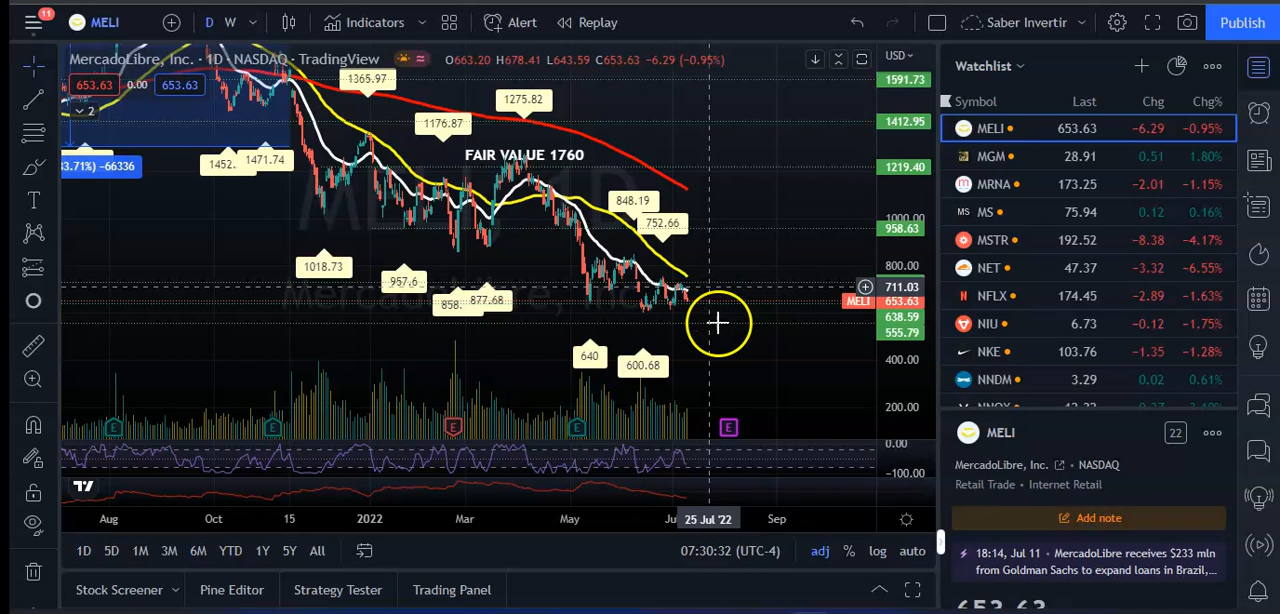 11
MELI
D W
Indicators
Alert
Replay
Saber Invertir
Publish
MercadoLibre, Inc. · 1D · NASDAQ · TradingView
O663.20 H678.41 L643.59 C653.63 −6.29 (−0.95%)
USD
653.63 0.00 653.63
2
1591.73
1412.95
1219.40
1000.00
958.63
800.00
711.03
MELI 653.63
638.59
555.79
400.00
200.00
0.00
−100.00
1365.97
1275.82
1176.87
FAIR VALUE 1760
3.71%) −66336
1452.
1471.74
848.19
752.66
1018.73
957.6
858.
877.68
640
600.68
E E E E E
Aug Oct 15 2022 Mar May 25 Jul '22 Sep
1D 5D 1M 3M 6M YTD 1Y 5Y All
07:30:32 (UTC-4) adj % log auto
Stock Screener Pine Editor Strategy Tester Trading Panel
Watchlist
Symbol Last Chg Chg%
MELI 653.63 −6.29 −0.95%
MGM 28.91 0.51 1.80%
MRNA 173.25 −2.01 −1.15%
MS MS 75.94 0.12 0.16%
MSTR 192.52 −8.38 −4.17%
NET 47.37 −3.32 −6.55%
NFLX 174.45 −2.89 −1.63%
NIU 6.73 −0.12 −1.75%
NKE 103.76 −1.35 −1.28%
NNDM 3.29 0.02 0.61%
MELI
22
MercadoLibre, Inc. • NASDAQ
Retail Trade • Internet Retail
Add note
18:14, Jul 11 • MercadoLibre receives $233 mln
from Goldman Sachs to expand loans in Brazil,...